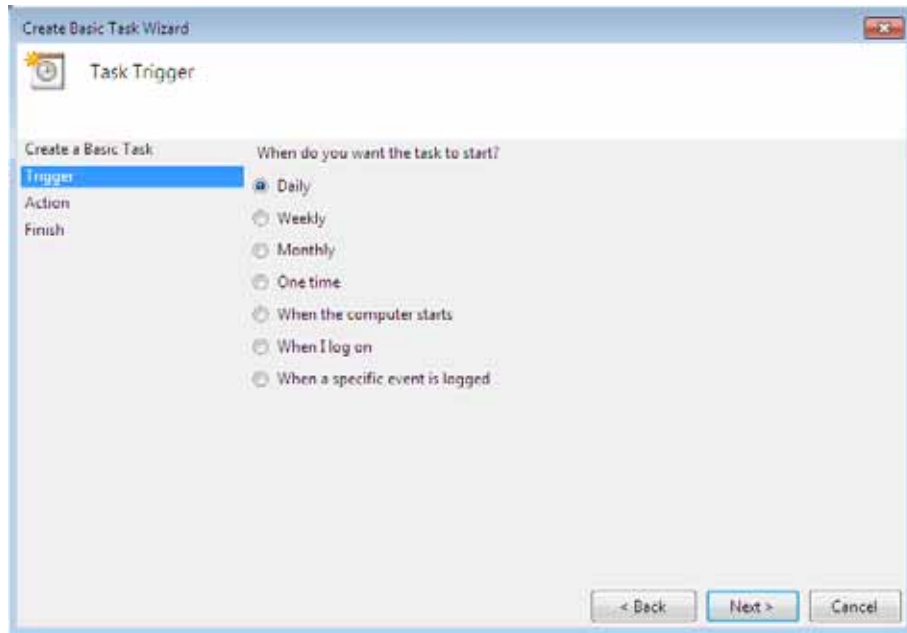 Create Basic Task Wizard
Task Trigger
Create a Basic Task
Trigger
Action
Finish
When do you want the task to start?
Daily
Weekly
Monthly
One time
When the computer starts
When I log on
When a specific event is logged
< Back
Next >
Cancel